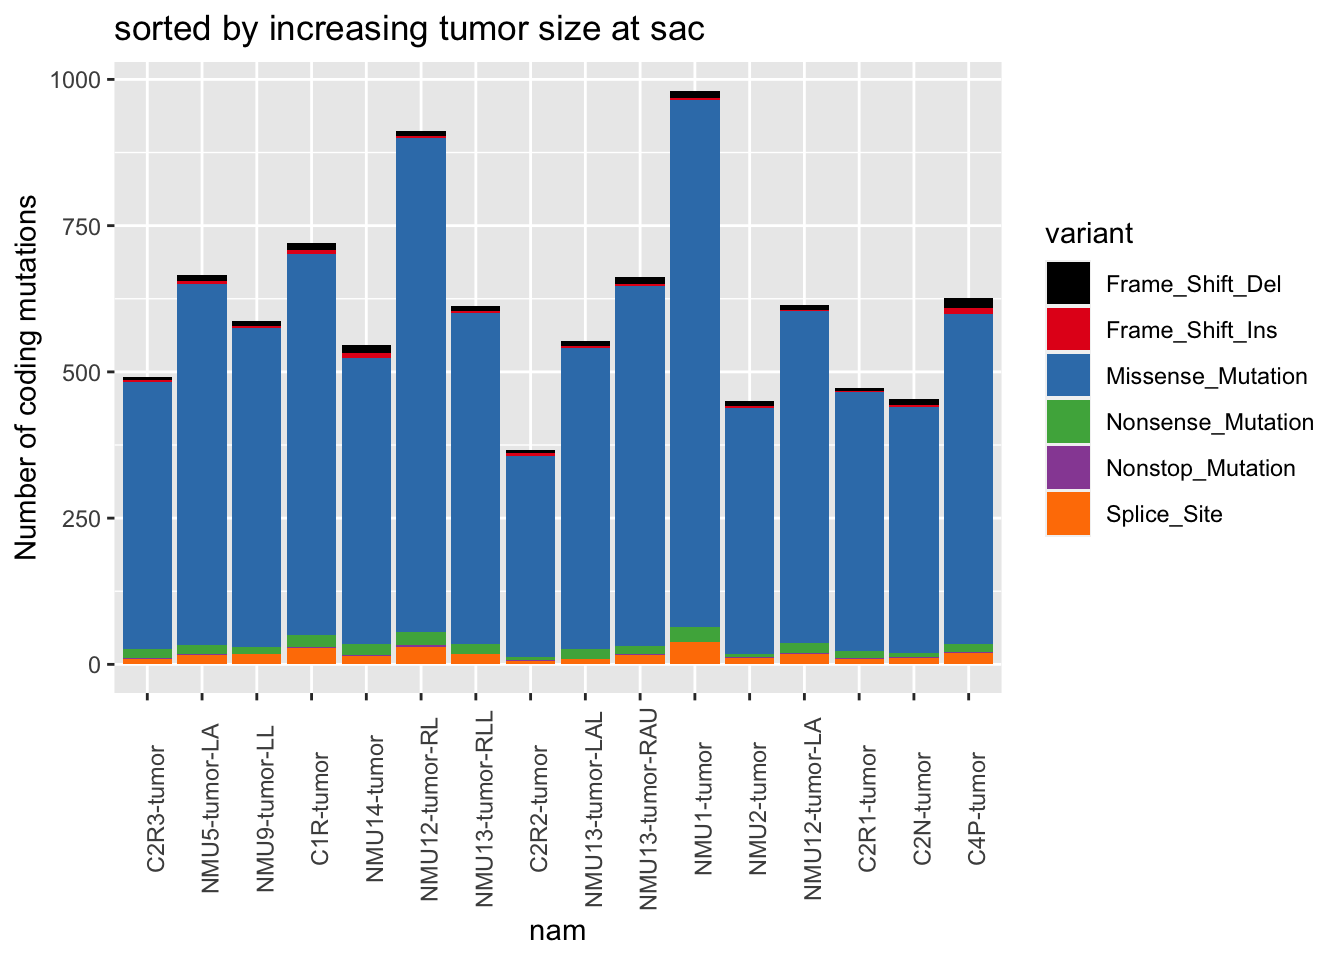 sorted by increasing tumor size at sac
Number of coding mutations
1000
750
500
250
0
C2R3-tumor
NMU5-tumor-LA
NMU9-tumor-LL
C1R-tumor
NMU14-tumor
NMU12-tumor-RL
NMU13-tumor-RLL
C2R2-tumor
NMU13-tumor-LAL
NMU13-tumor-RAU
NMU1-tumor
NMU2-tumor
NMU12-tumor-LA
C2R1-tumor
C2N-tumor
C4P-tumor
nam
variant
Frame_Shift_Del
Frame_Shift_Ins
Missense_Mutation
Nonsense_Mutation
Nonstop_Mutation
Splice_Site